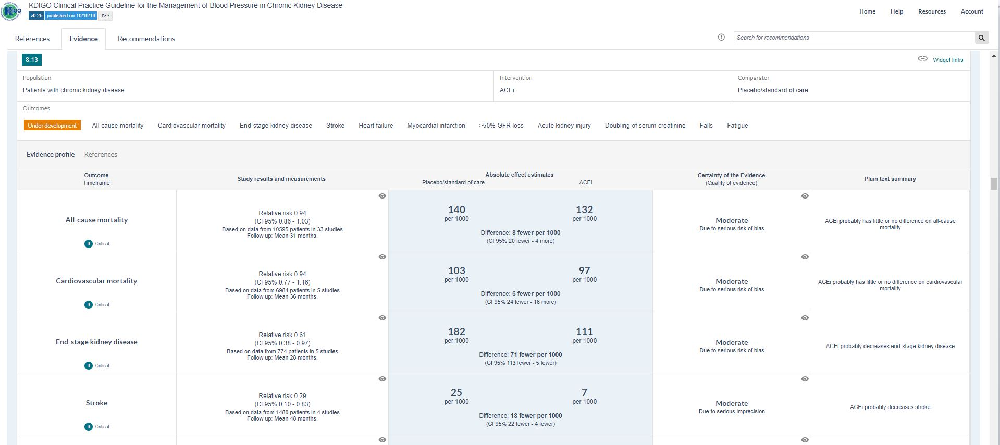 KDIGO
KDIGO Clinical Practice Guideline for the Management of Blood Pressure in Chronic Kidney Disease
v0.25 published on 10/16/19 Edit
Home Help Resources Account
References Evidence Recommendations
Search for recommendations
8.13
Widget links
Population Intervention Comparator
Patients with chronic kidney disease ACEi Placebo/standard of care
Outcomes
Under development All-cause mortality Cardiovascular mortality End-stage kidney disease Stroke Heart failure Myocardial infarction ≥50% GFR loss Acute kidney injury Doubling of serum creatinine Falls Fatigue
Evidence profile References
Outcome
Timeframe
Study results and measurements
Absolute effect estimates
Placebo/standard of care ACEi
Certainty of the Evidence
(Quality of evidence)
Plain text summary
All-cause mortality
9 Critical
Relative risk 0.94
(CI 95% 0.86 - 1.03)
Based on data from 10595 patients in 33 studies
Follow up: Mean 31 months.
140 132
per 1000 per 1000
Difference: 8 fewer per 1000
(CI 95% 20 fewer - 4 more)
Moderate
Due to serious risk of bias
ACEi probably has little or no difference on all-cause
mortality
Cardiovascular mortality
9 Critical
Relative risk 0.94
(CI 95% 0.77 - 1.16)
Based on data from 6984 patients in 5 studies
Follow up: Mean 36 months.
103 97
per 1000 per 1000
Difference: 6 fewer per 1000
(CI 95% 24 fewer - 16 more)
Moderate
Due to serious risk of bias
ACEi probably has little or no difference on cardiovascular
mortality
End-stage kidney disease
9 Critical
Relative risk 0.61
(CI 95% 0.38 - 0.97)
Based on data from 774 patients in 5 studies
Follow up: Mean 28 months.
182 111
per 1000 per 1000
Difference: 71 fewer per 1000
(CI 95% 113 fewer - 5 fewer)
Moderate
Due to serious risk of bias
ACEi probably decreases end-stage kidney disease
Stroke
9 Critical
Relative risk 0.29
(CI 95% 0.10 - 0.83)
Based on data from 1480 patients in 4 studies
Follow up: Mean 48 months.
25 7
per 1000 per 1000
Difference: 18 fewer per 1000
(CI 95% 22 fewer - 4 fewer)
Moderate
Due to serious imprecision
ACEi probably decreases stroke